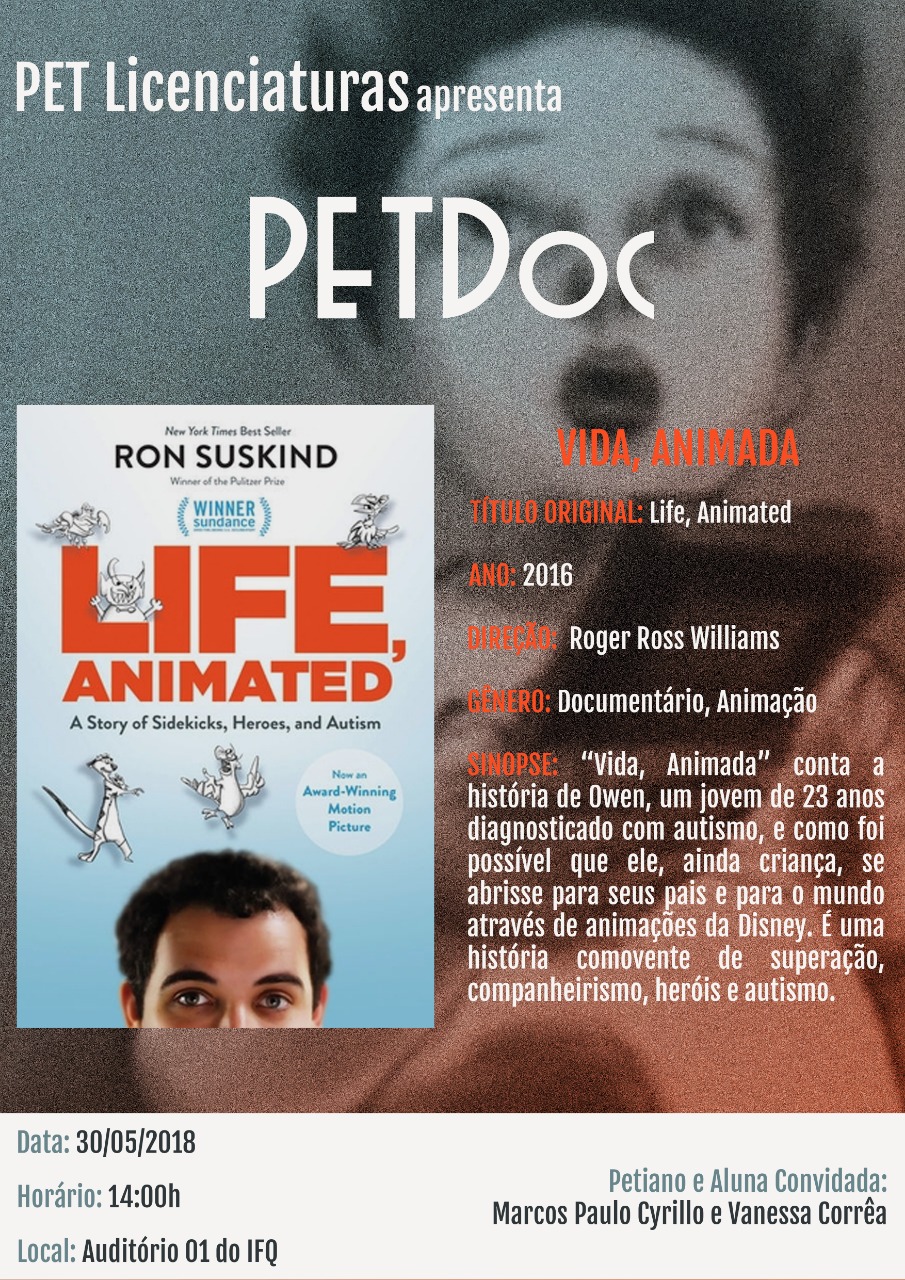 PET Licenciaturas apresenta
PETDoc
New York Times Best Seller
RON SUSKIND
Winner of the Pulitzer Prize
WINNER
sundance
LIFE,
ANIMATED
A Story of Sidekicks, Heroes, and Autism
Now an
Award-Winning
Motion
Picture
VIDA, ANIMADA
TÍTULO ORIGINAL: Life, Animated
ANO: 2016
DIREÇÃO: Roger Ross Williams
GÊNERO: Documentário, Animação
SINOPSE: “Vida, Animada” conta a
história de Owen, um jovem de 23 anos
diagnosticado com autismo, e como foi
possível que ele, ainda criança, se
abrisse para seus pais e para o mundo
através de animações da Disney. É uma
história comovente de superação,
companheirismo, heróis e autismo.
Data: 30/05/2018
Horário: 14:00h
Local: Auditório 01 do IFQ
Petiano e Aluna Convidada:
Marcos Paulo Cyrillo e Vanessa Corrêa